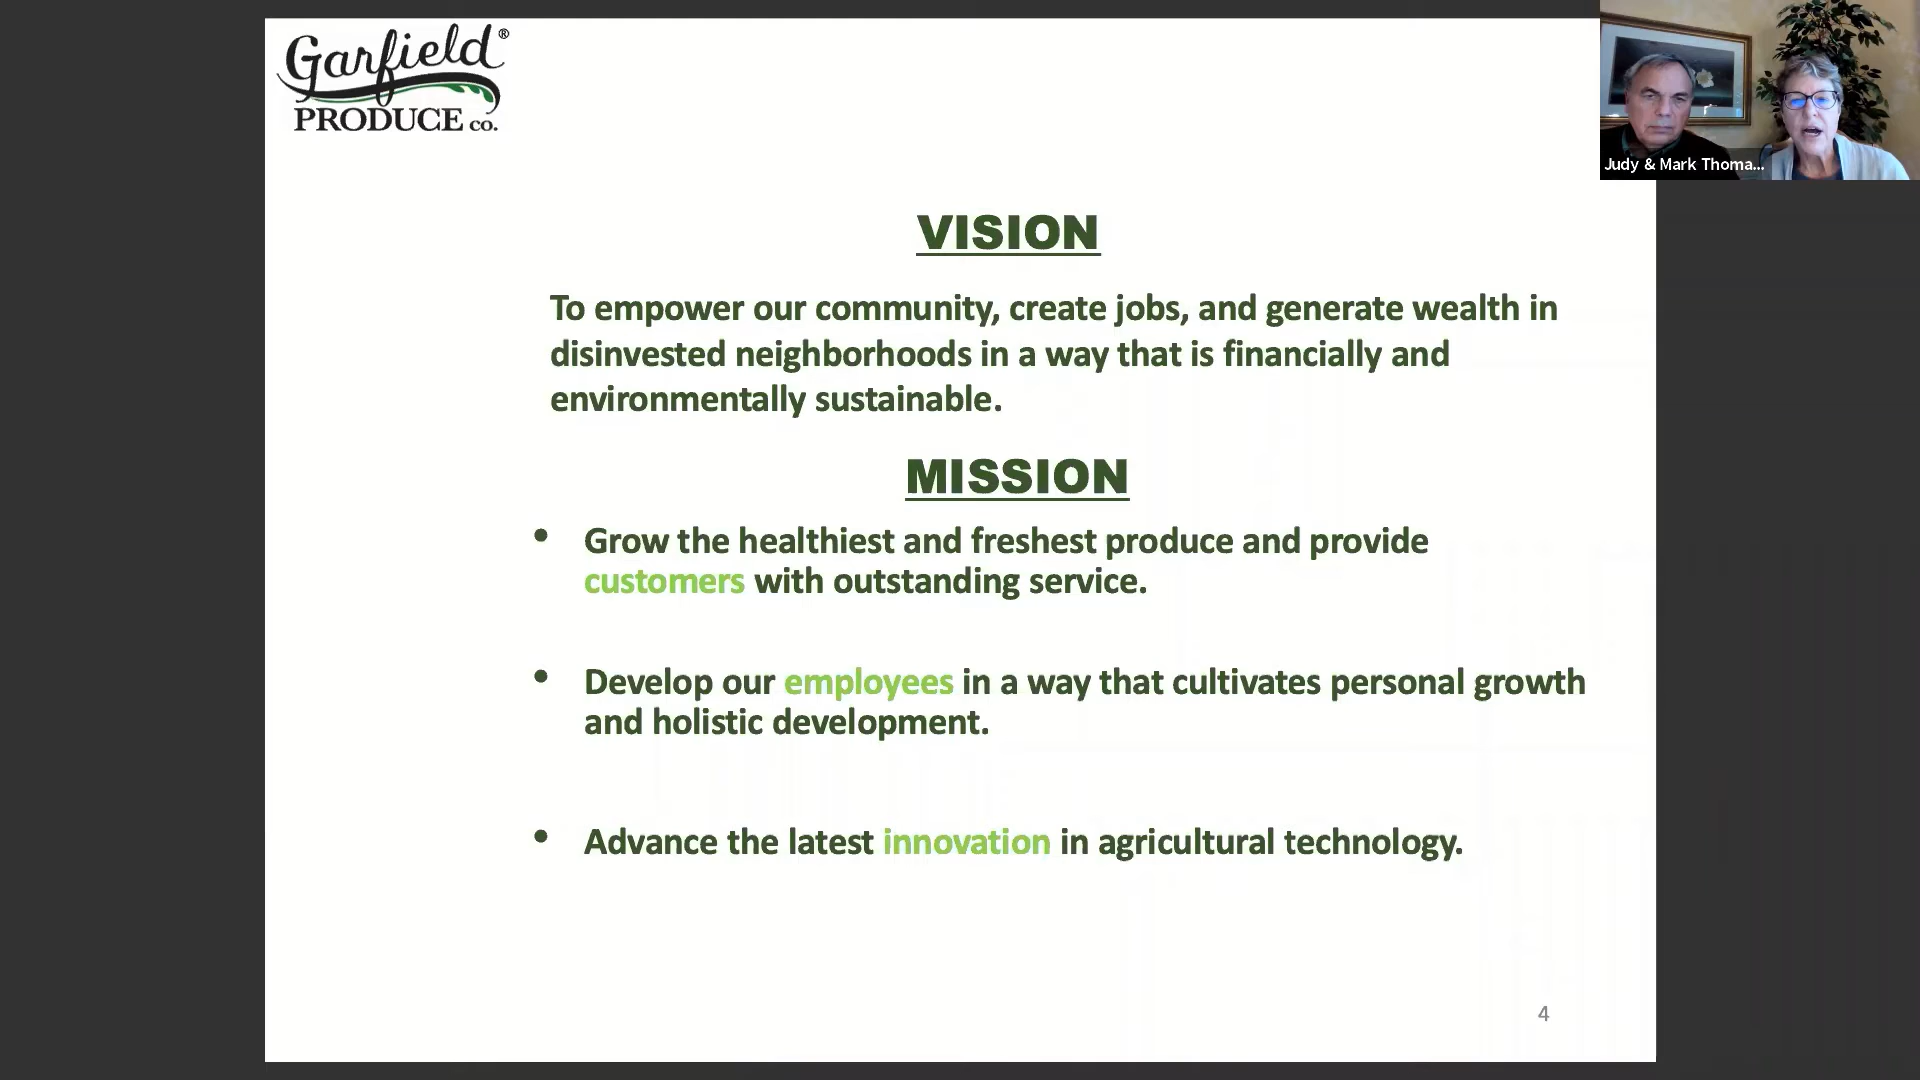 Garfield®
PRODUCE CO.
Judy & Mark Thoma...
VISION
To empower our community, create jobs, and generate wealth in
disinvested neighborhoods in a way that is financially and
environmentally sustainable.
MISSION
• Grow the healthiest and freshest produce and provide
customers with outstanding service.
• Develop our employees in a way that cultivates personal growth
and holistic development.
• Advance the latest innovation in agricultural technology.
4